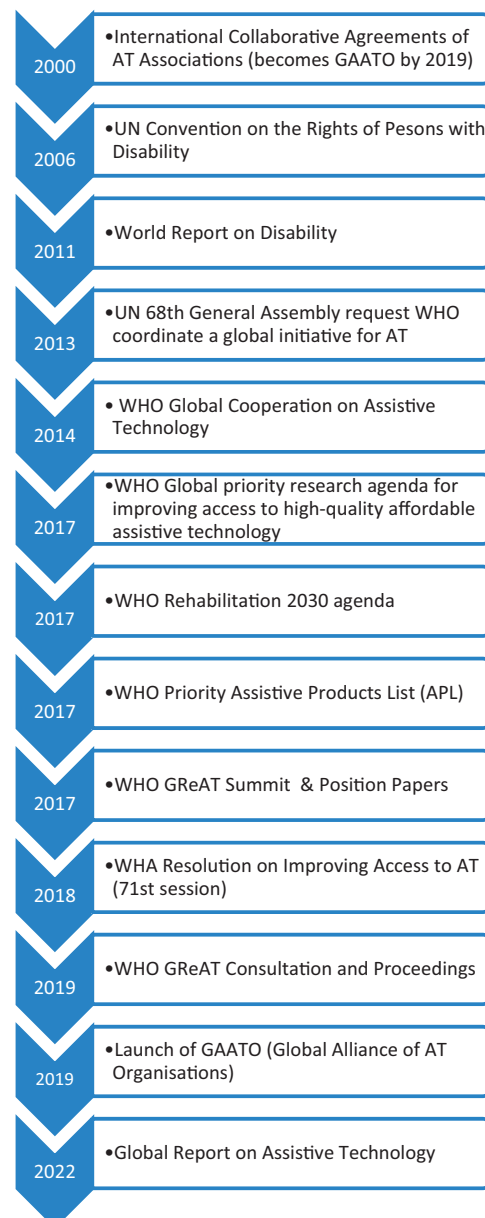 2000
•International Collaborative Agreements of
AT Associations (becomes GAATO by 2019)
2006
•UN Convention on the Rights of Pesons with
Disability
2011
•World Report on Disability
2013
•UN 68th General Assembly request WHO
coordinate a global initiative for AT
2014
• WHO Global Cooperation on Assistive
Technology
2017
•WHO Global priority research agenda for
improving access to high-quality affordable
assistive technology
2017
•WHO Rehabilitation 2030 agenda
2017
•WHO Priority Assistive Products List (APL)
2017
•WHO GReAT Summit & Position Papers
2018
•WHA Resolution on Improving Access to AT
(71st session)
2019
•WHO GReAT Consultation and Proceedings
2019
•Launch of GAATO (Global Alliance of AT
Organisations)
2022
•Global Report on Assistive Technology